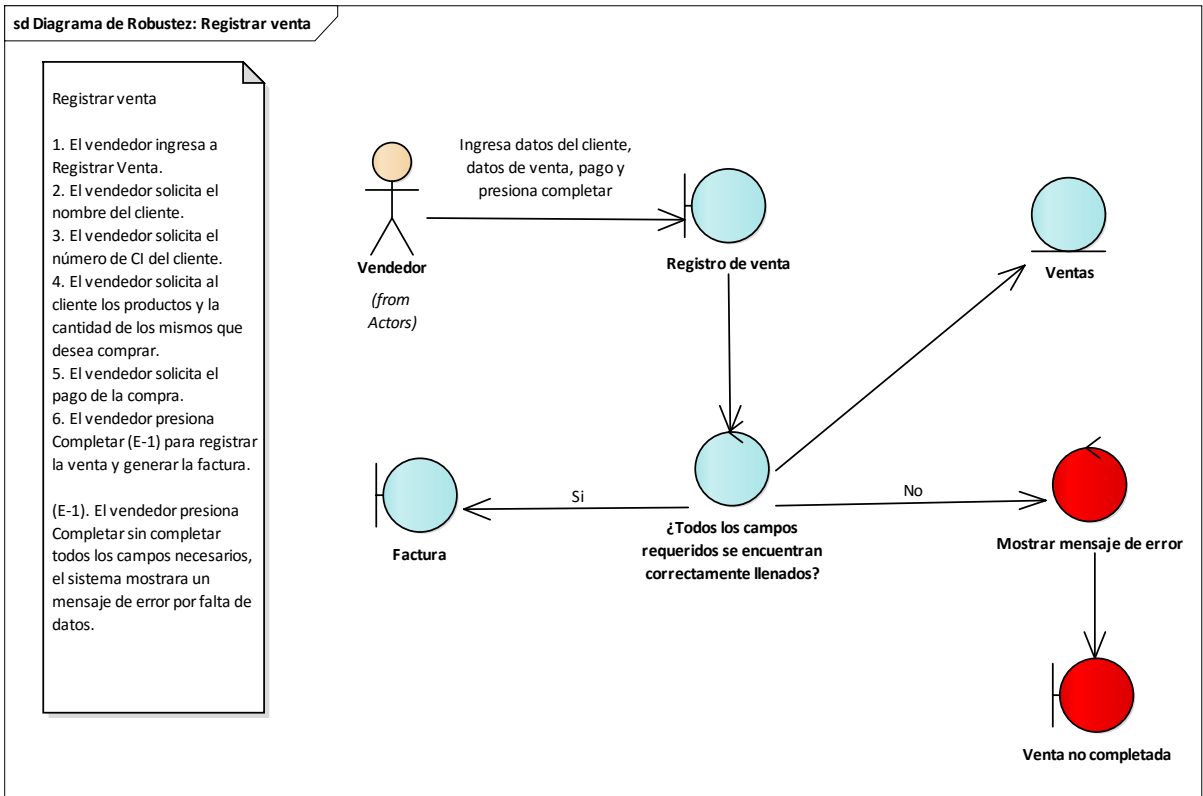 sd Diagrama de Robustez: Registrar venta
Registrar venta
1. El vendedor ingresa a
Registrar Venta.
2. El vendedor solicita el
nombre del cliente.
3. El vendedor solicita el
número de CI del cliente.
4. El vendedor solicita al
cliente los productos y la
cantidad de los mismos que
desea comprar.
5. El vendedor solicita el
pago de la compra.
6. El vendedor presiona
Completar (E-1) para registrar
la venta y generar la factura.
(E-1). El vendedor presiona
Completar sin completar
todos los campos necesarios,
el sistema mostrara un
mensaje de error por falta de
datos.
Vendedor
(from
Actors)
Ingresa datos del cliente,
datos de venta, pago y
presiona completar
Registro de venta
Ventas
Si
Factura
¿Todos los campos
requeridos se encuentran
correctamente llenados?
No
Mostrar mensaje de error
Venta no completada